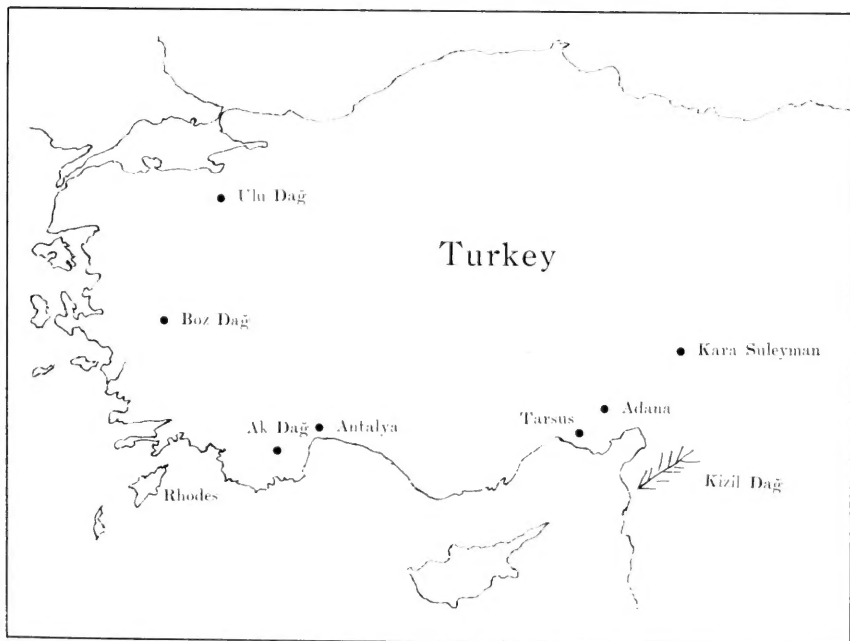 Ulu Dağ
Turkey
Boz Dağ
Kara Suleyman
Adana
Tarsus
Ak Dağ
Antalya
Kizil Dağ
Rhodes